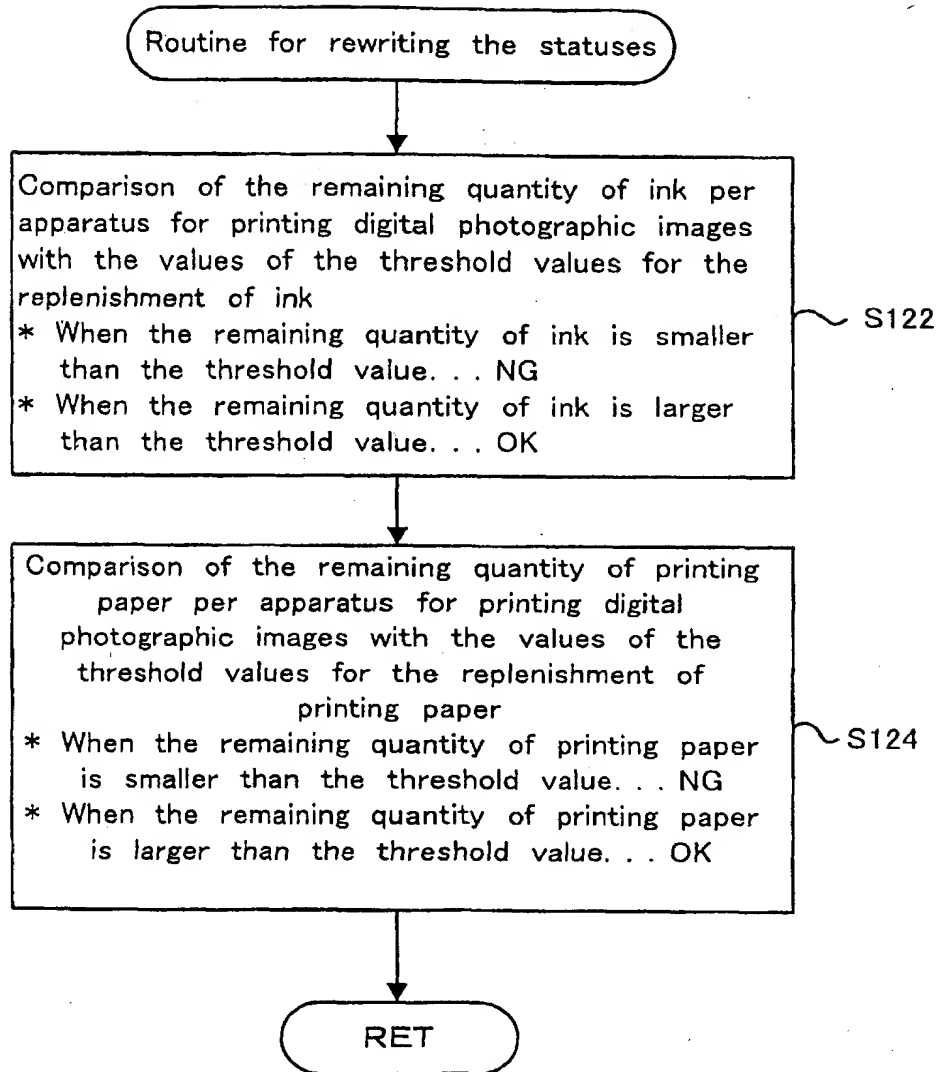 Routine for rewriting the statuses
Comparison of the remaining quantity of ink per
apparatus for printing digital photographic images
with the values of the threshold values for the
replenishment of ink
* When the remaining quantity of ink is smaller
than the threshold value. . . NG
* When the remaining quantity of ink is larger
than the threshold value. . . OK
S122
Comparison of the remaining quantity of printing
paper per apparatus for printing digital
photographic images with the values of the
threshold values for the replenishment of
printing paper
* When the remaining quantity of printing paper
is smaller than the threshold value. . . NG
* When the remaining quantity of printing paper
is larger than the threshold value. . . OK
S124
RET